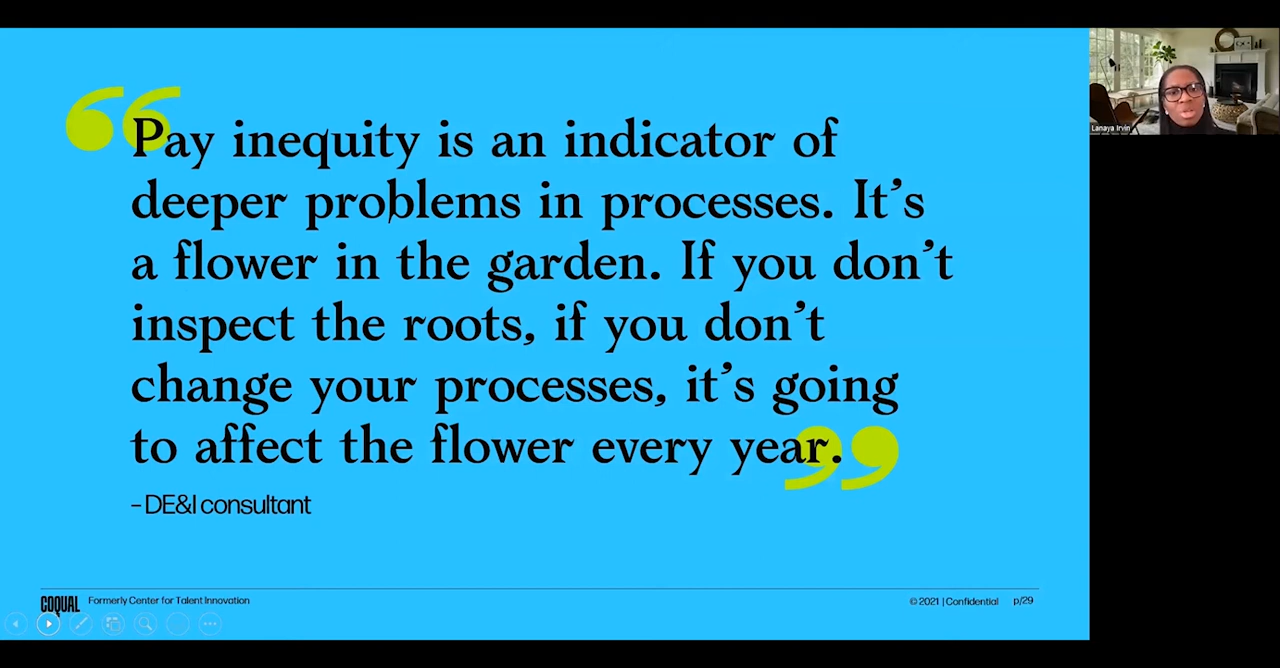 “Pay inequity is an indicator of
deeper problems in processes. It’s
a flower in the garden. If you don’t
inspect the roots, if you don’t
change your processes, it’s going
to affect the flower every year.”
– DE&I consultant
COQUAL Formerly Center for Talent Innovation
© 2021 | Confidential p/29
Lanaya Irvin